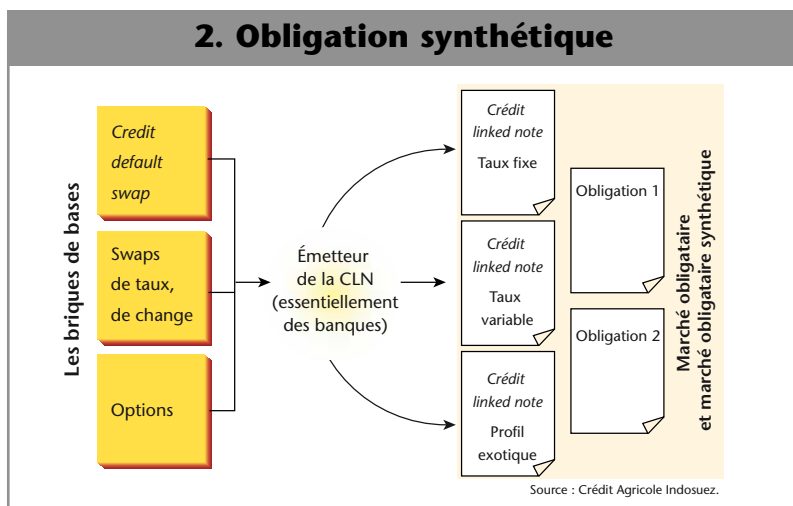 2. Obligation synthétique
Les briques de bases
Credit
default
swap
Swaps
de taux,
de change
Options
Émetteur
de la CLN
(essentiellement
des banques)
Crédit
linked note
Taux fixe
Crédit
linked note
Taux
variable
Crédit
linked note
Profil
exotique
Obligation 1
Obligation 2
Marché obligataire
et marché obligataire synthétique
Source : Crédit Agricole Indosuez.